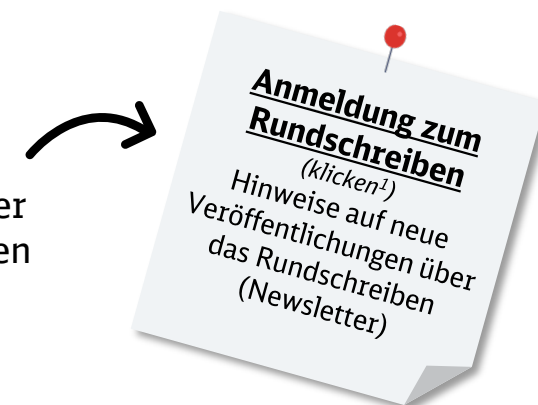 Anmeldung zum
Rundschreiben
(klicken¹)
Hinweise auf neue
Veröffentlichungen über
das Rundschreiben
(Newsletter)
er
en